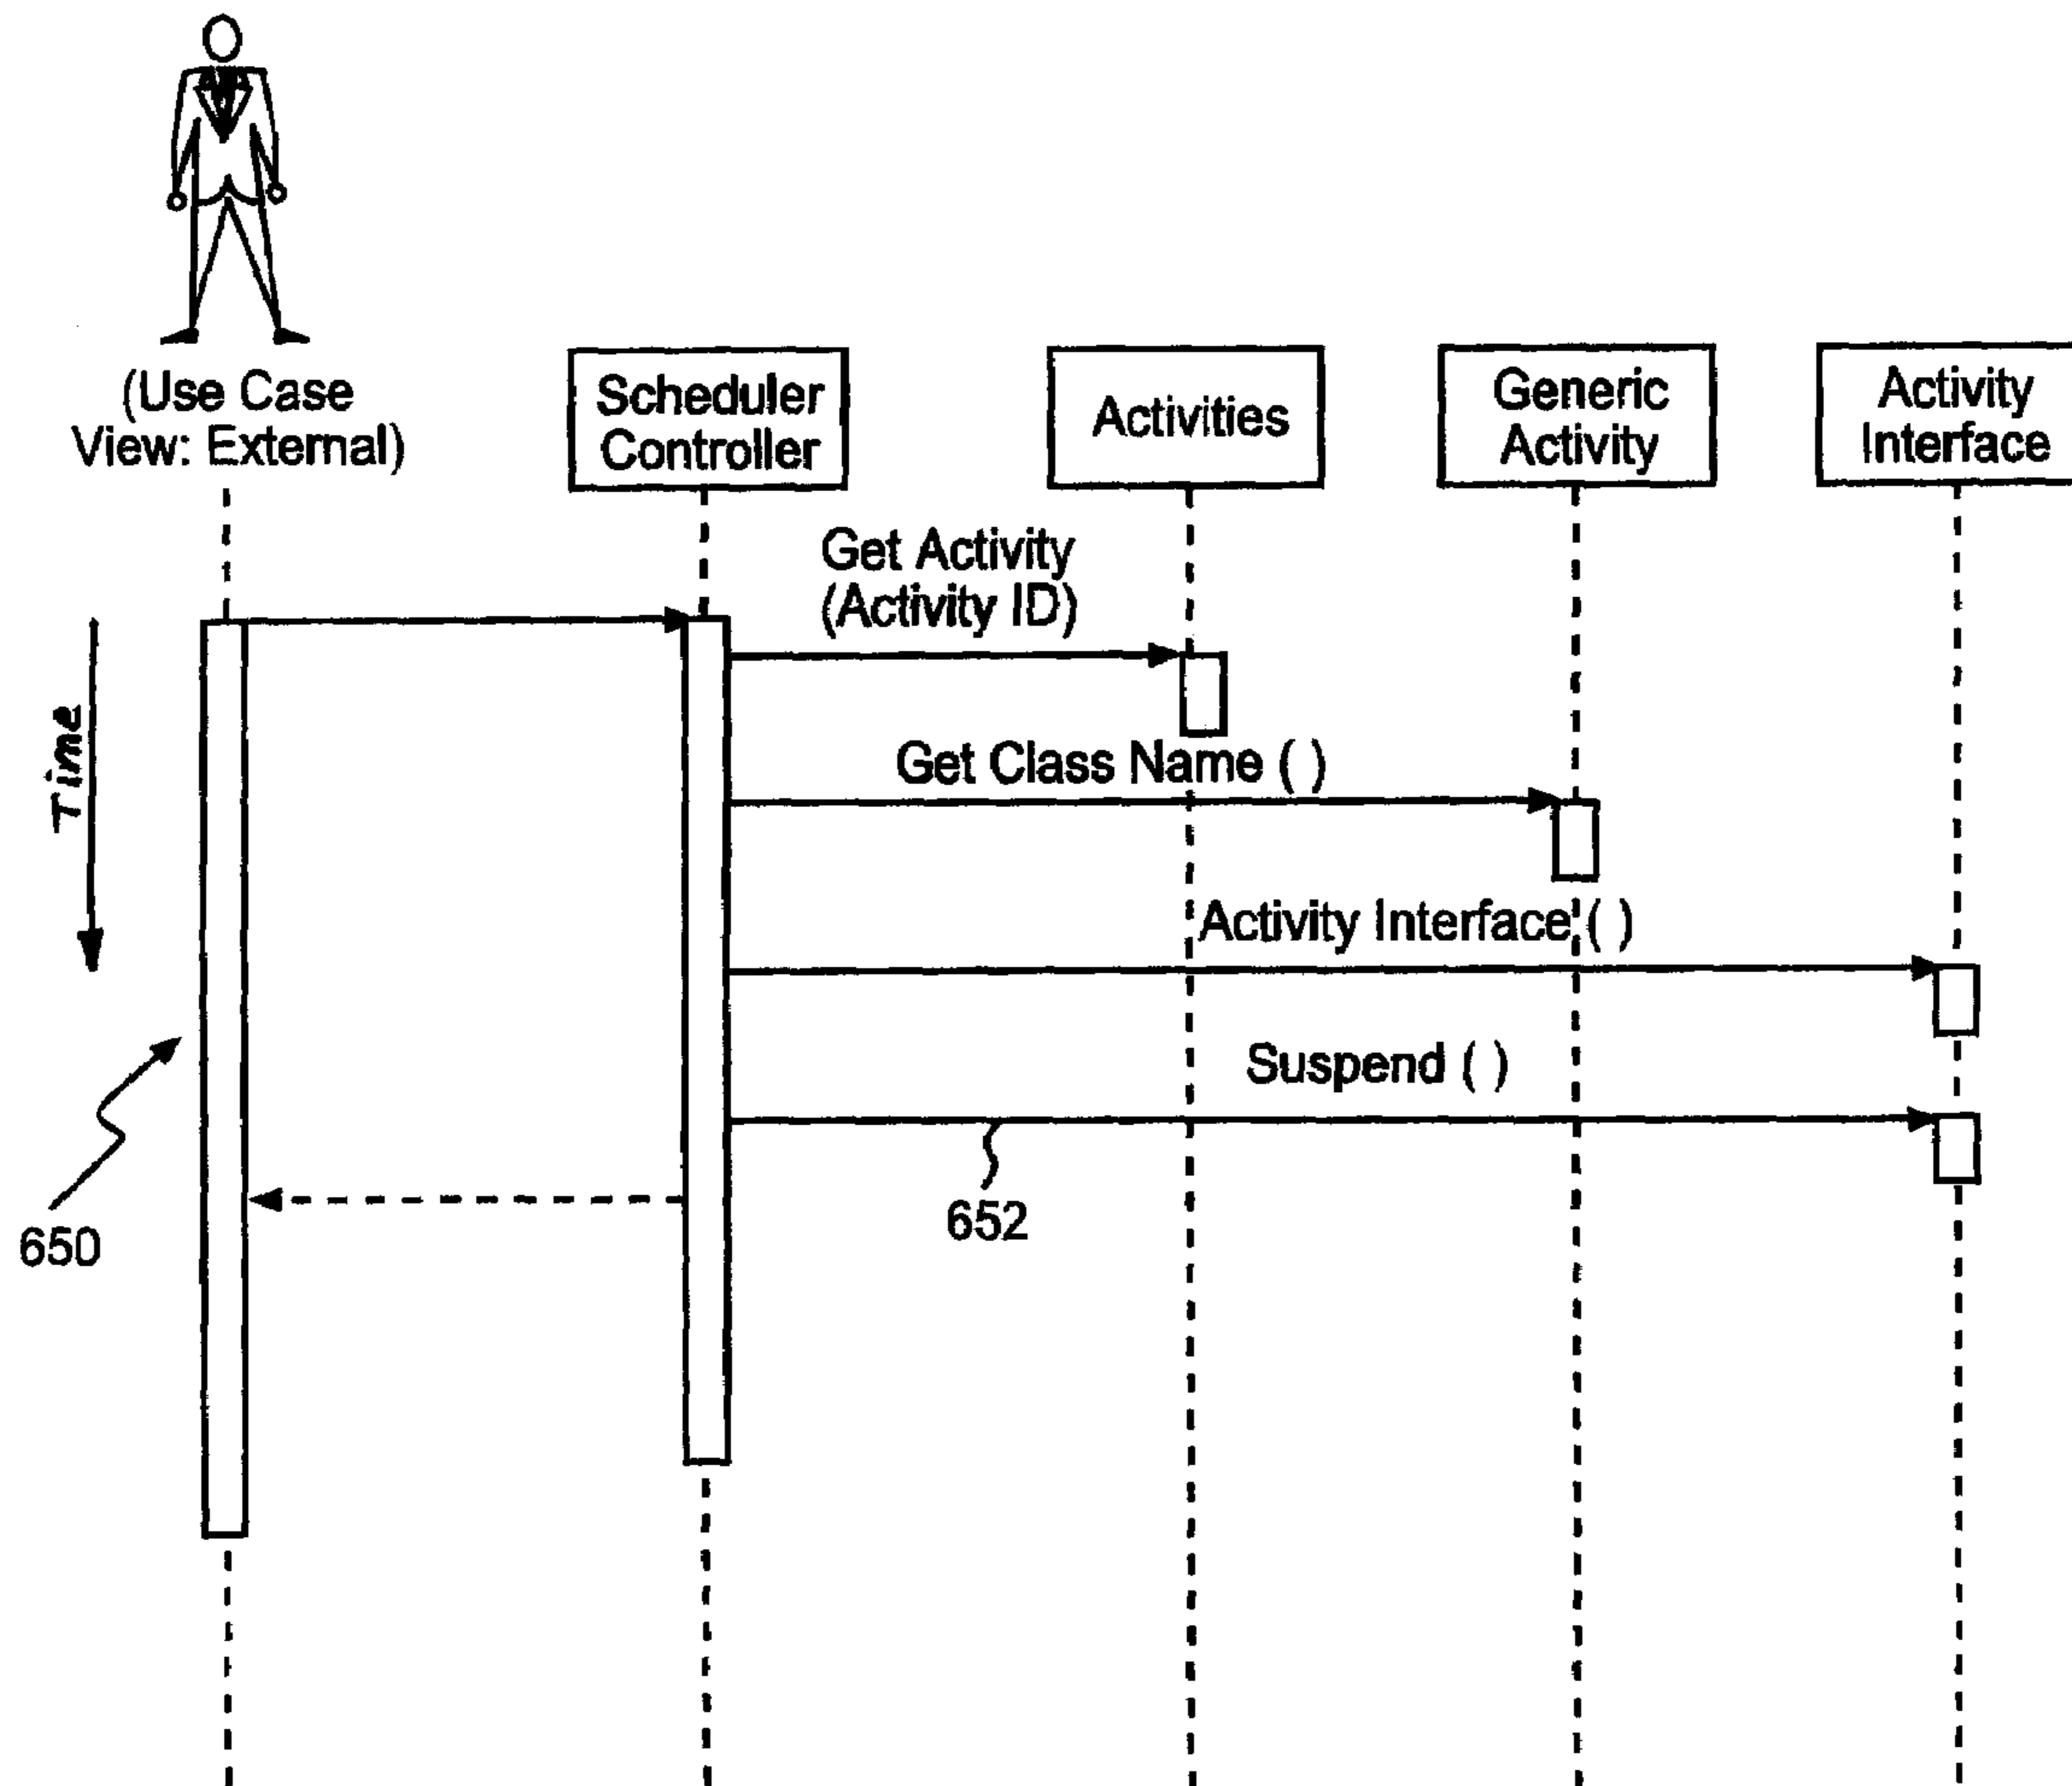 (Use Case
View: External)
Scheduler
Controller
Activities
Generic
Activity
Activity
Interface
Get Activity
(Activity ID)
Time
Get Class Name ( )
Activity Interface ( )
Suspend ( )
652
650